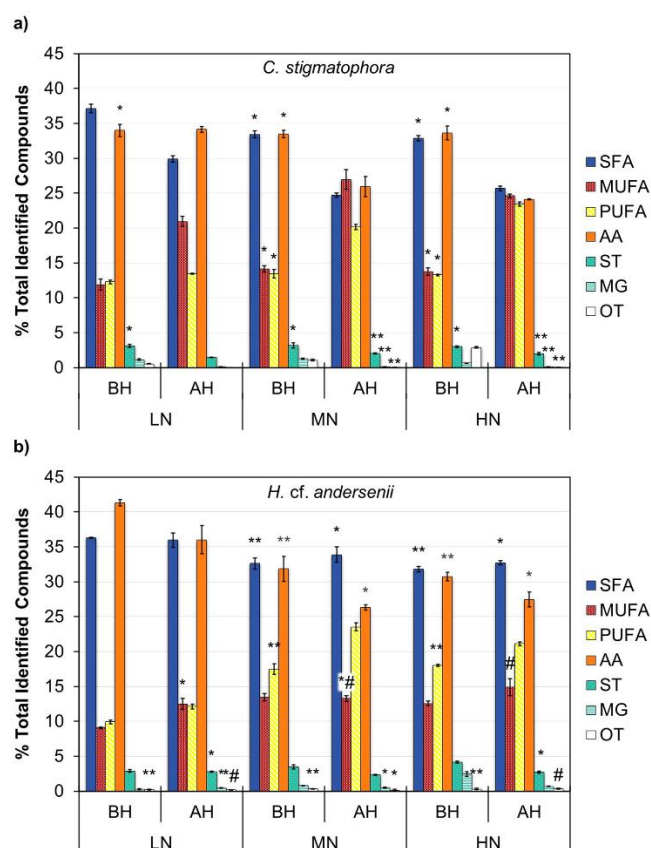 a)
C. stigmatophora
% Total Identified Compounds
45
40
35
30
25
20
15
10
5
0
* * * * *
* * * *
* * *
** ** **
** ** **
BH AH BH AH BH AH
LN MN HN
SFA
MUFA
PUFA
AA
ST
MG
OT
b)
H. cf. andersenii
% Total Identified Compounds
45
40
35
30
25
20
15
10
5
0
** ** * ** ** *
* *
* ** *# ** #
* *
** ** # ** * * ** #
BH AH BH AH BH AH
LN MN HN
SFA
MUFA
PUFA
AA
ST
MG
OT